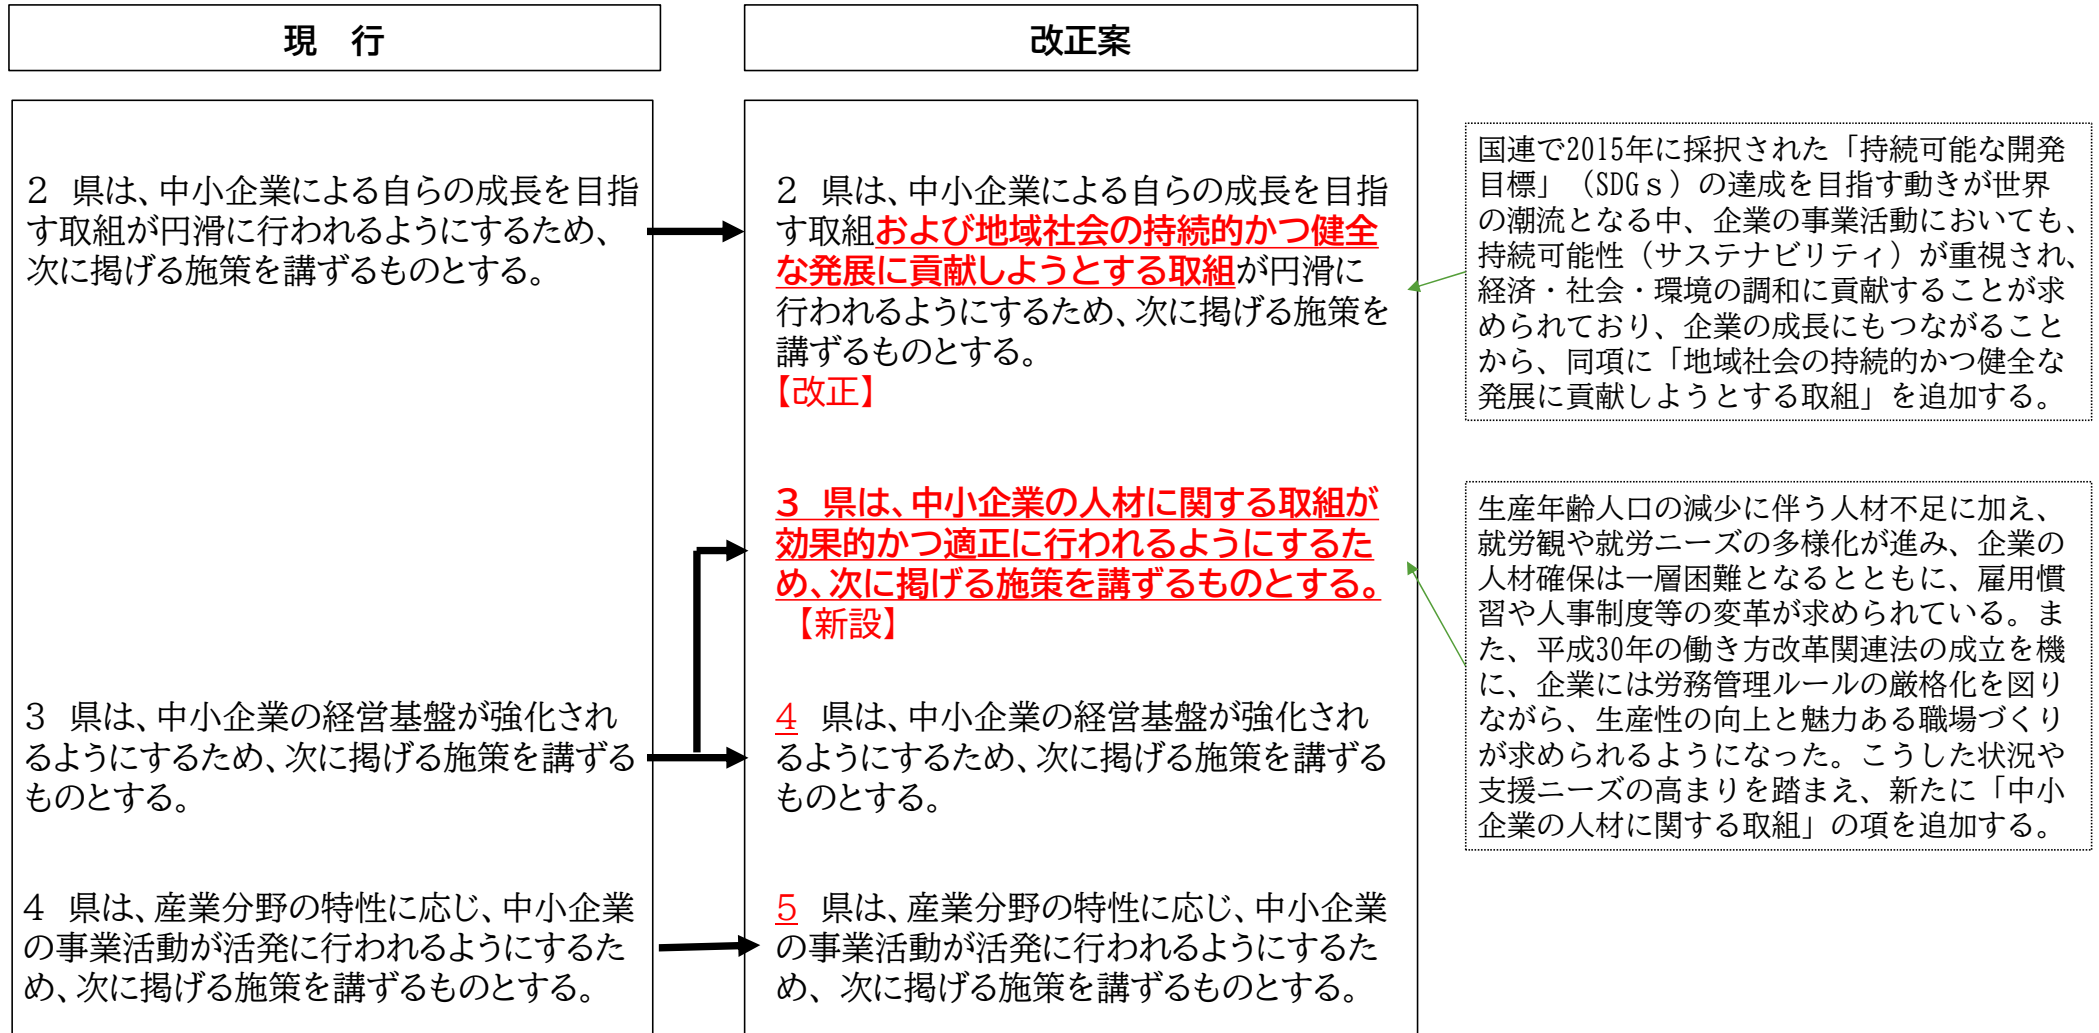 現　行
２　県は、中小企業による自らの成長を目指
す取組が円滑に行われるようにするため、
次に掲げる施策を講ずるものとする。
３　県は、中小企業の経営基盤が強化され
るようにするため、次に掲げる施策を講ずる
ものとする。
４　県は、産業分野の特性に応じ、中小企業
の事業活動が活発に行われるようにするた
め、次に掲げる施策を講ずるものとする。
改正案
２　県は、中小企業による自らの成長を目指
す取組および地域社会の持続的かつ健全
な発展に貢献しようとする取組が円滑に
行われるようにするため、次に掲げる施策を
講ずるものとする。
【改正】
３　県は、中小企業の人材に関する取組が
効果的かつ適正に行われるようにするた
め、次に掲げる施策を講ずるものとする。
【新設】
４　県は、中小企業の経営基盤が強化され
るようにするため、次に掲げる施策を講ずる
ものとする。
５　県は、産業分野の特性に応じ、中小企業
の事業活動が活発に行われるようにするた
め、次に掲げる施策を講ずるものとする。
国連で2015年に採択された「持続可能な開発
目標」（SDGｓ）の達成を目指す動きが世界
の潮流となる中、企業の事業活動においても、
持続可能性（サステナビリティ）が重視され、
経済・社会・環境の調和に貢献することが求
められており、企業の成長にもつながること
から、同項に「地域社会の持続的かつ健全な
発展に貢献しようとする取組」を追加する。
生産年齢人口の減少に伴う人材不足に加え、
就労観や就労ニーズの多様化が進み、企業の
人材確保は一層困難となるとともに、雇用慣
習や人事制度等の変革が求められている。ま
た、平成30年の働き方改革関連法の成立を機
に、企業には労務管理ルールの厳格化を図り
ながら、生産性の向上と魅力ある職場づくり
が求められるようになった。こうした状況や
支援ニーズの高まりを踏まえ、新たに「中小
企業の人材に関する取組」の項を追加する。